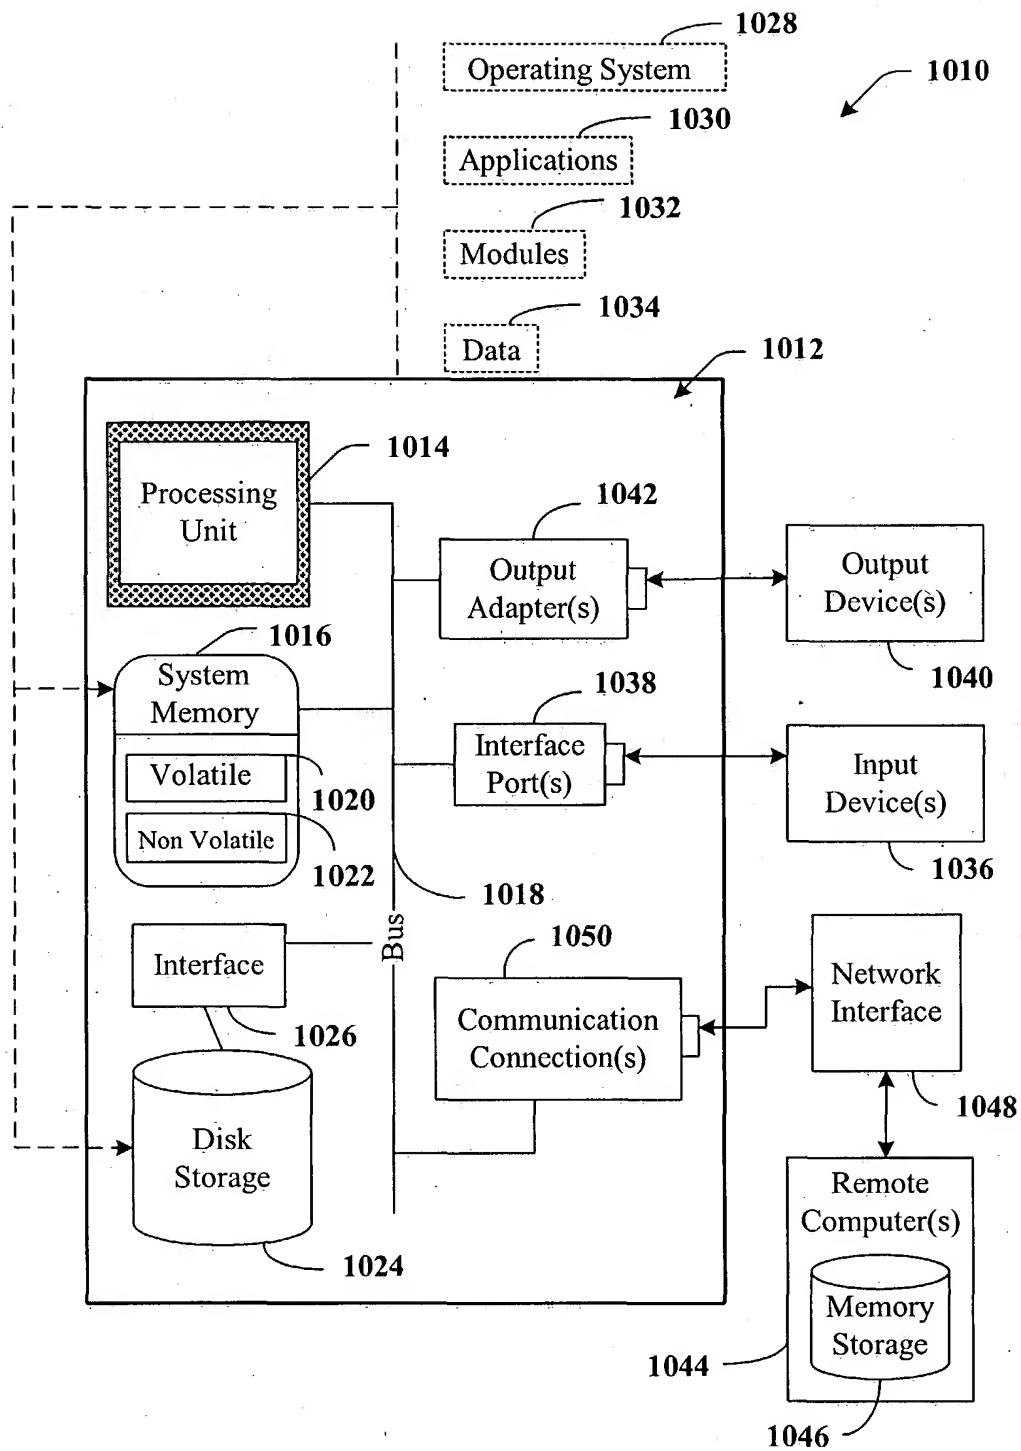 1028
Operating System
1010
1030
Applications
1032
Modules
1034
Data
1012
1014
Processing
Unit
1042
Output
Adapter(s)
Output
Device(s)
1040
1016
System
Memory
1038
Interface
Port(s)
Input
Device(s)
1036
Volatile
1020
Non Volatile
1022
1018
Bus
1050
Interface
1026
Communication
Connection(s)
Network
Interface
1048
Disk
Storage
1024
Remote
Computer(s)
Memory
Storage
1044
1046